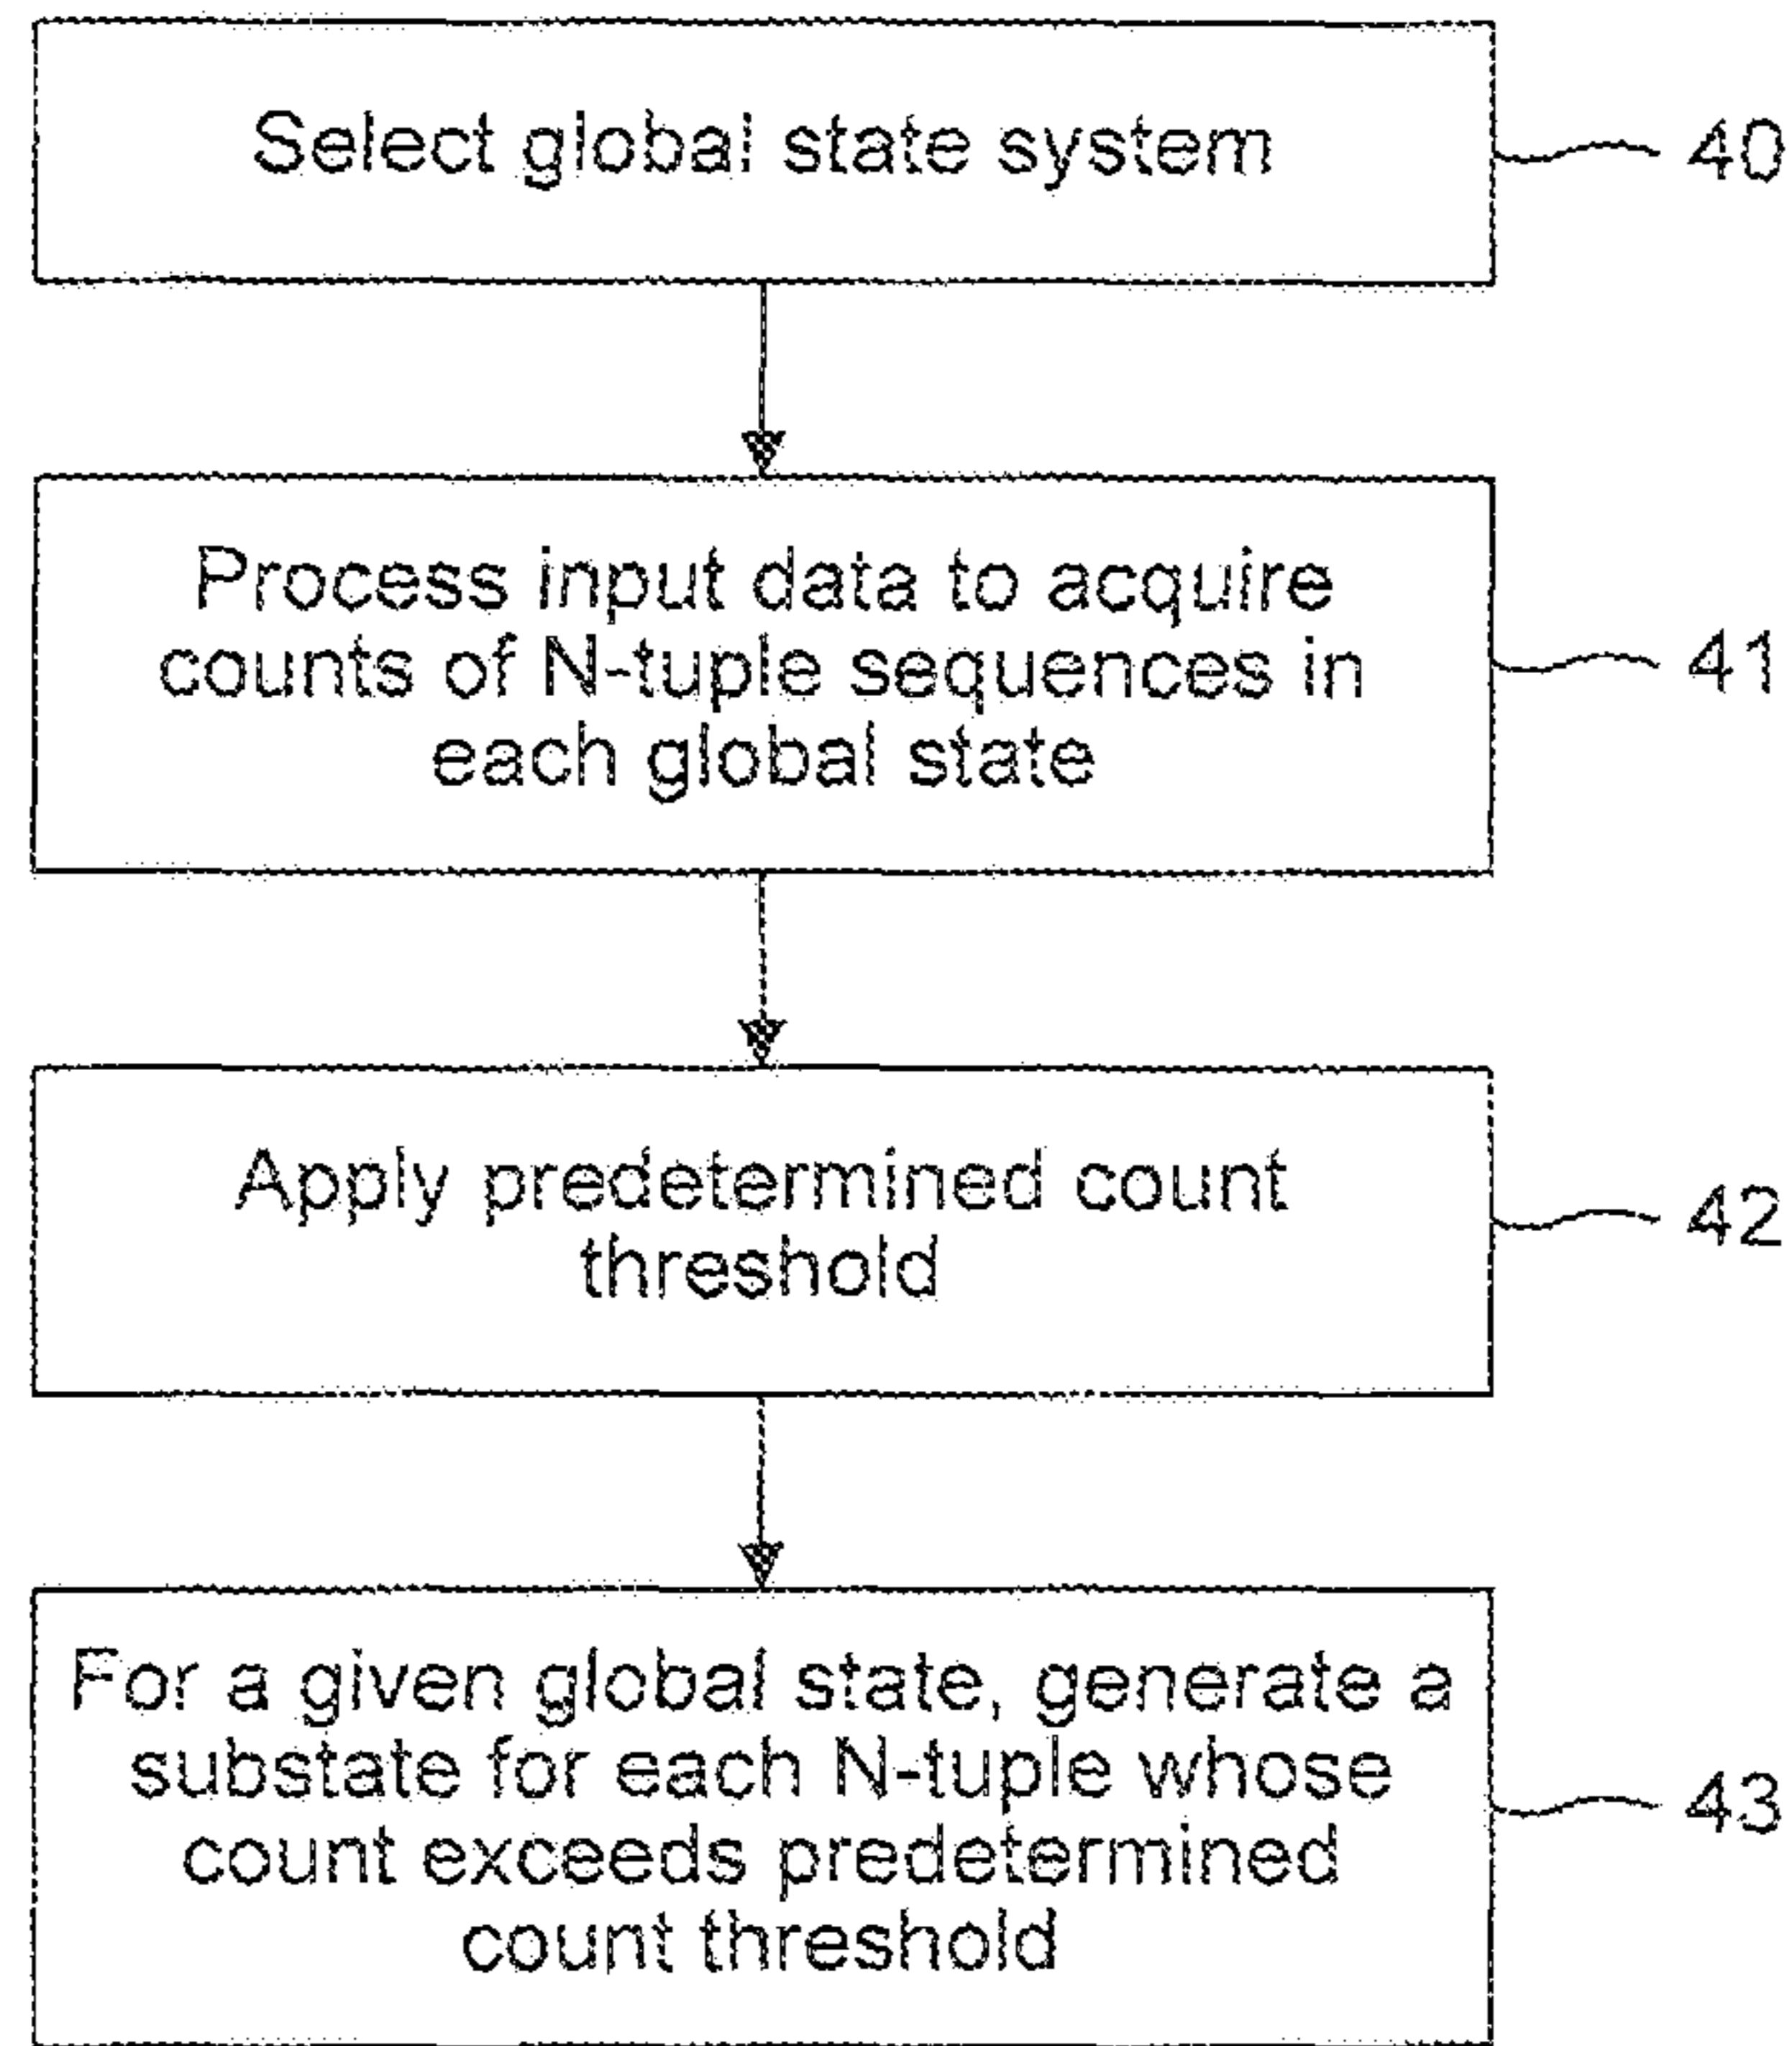 Select global state system
40
Process input data to acquire
counts of N-tuple sequences in
each global state
41
Apply predetermined count
threshold
42
For a given global state, generate a
substate for each N-tuple whose
count exceeds predetermined
count threshold
43